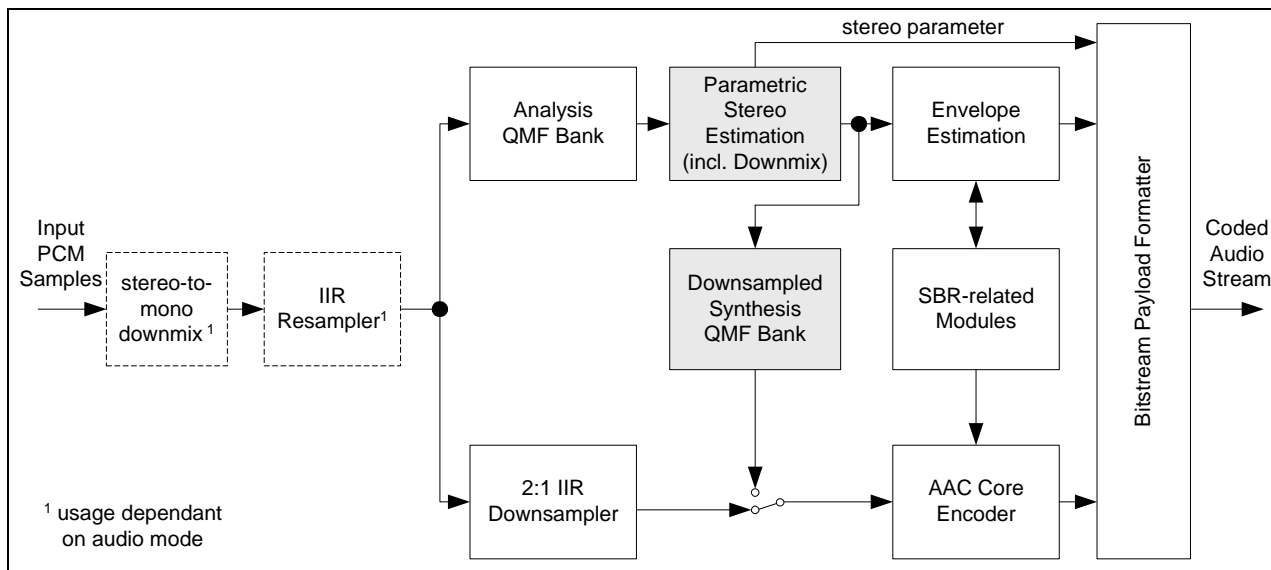 stereo parameter
Parametric
Stereo
Estimation
(incl. Downmix)
Analysis
QMF Bank
Envelope
Estimation
Input
PCM
Samples
stereo-to-
mono
downmix 1
IIR
Resampler1
Downsampled
Synthesis
QMF Bank
SBR-related
Modules
Bitstream Payload Formatter
Coded
Audio
Stream
2:1 IIR
Downsampler
AAC Core
Encoder
1 usage dependant
on audio mode